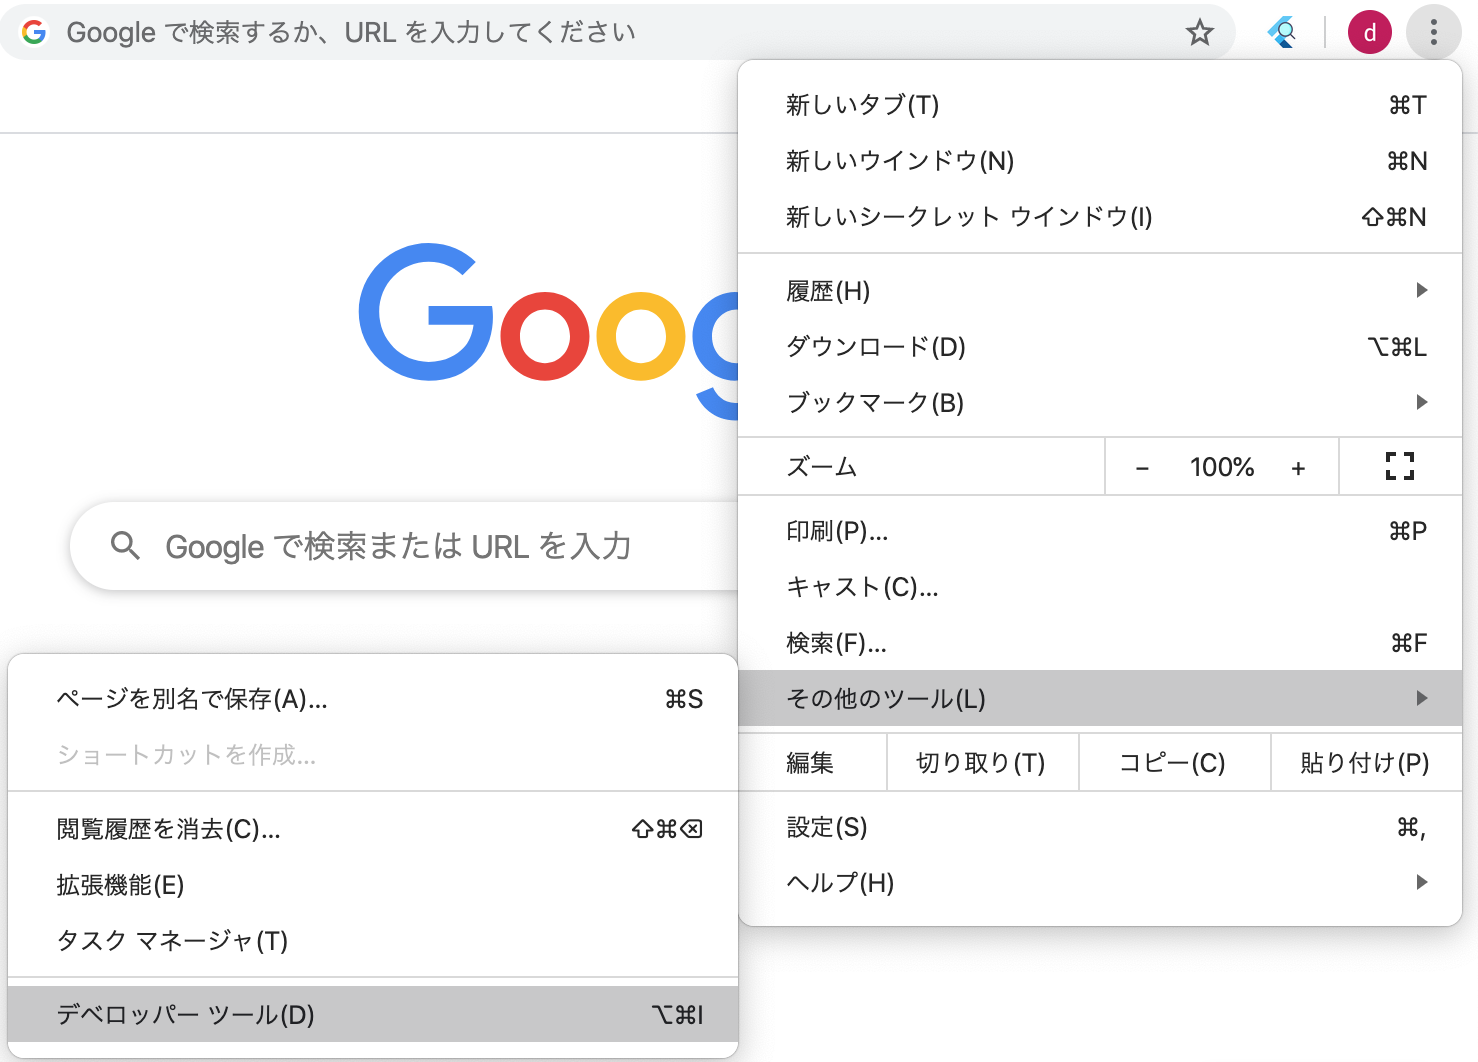 Google で検索するか、URL を入力してください
d
Goog
Google で検索または URL を入力
新しいタブ(T) ⌘T
新しいウインドウ(N) ⌘N
新しいシークレット ウインドウ(I) ⇧⌘N
履歴(H) ▶
ダウンロード(D) ⌥⌘L
ブックマーク(B) ▶
ズーム − 100% +
印刷(P)... ⌘P
キャスト(C)...
検索(F)... ⌘F
その他のツール(L) ▶
編集 切り取り(T) コピー(C) 貼り付け(P)
設定(S) ⌘,
ヘルプ(H) ▶
ページを別名で保存(A)... ⌘S
ショートカットを作成...
閲覧履歴を消去(C)... ⇧⌘⌫
拡張機能(E)
タスク マネージャ(T)
デベロッパー ツール(D) ⌥⌘I